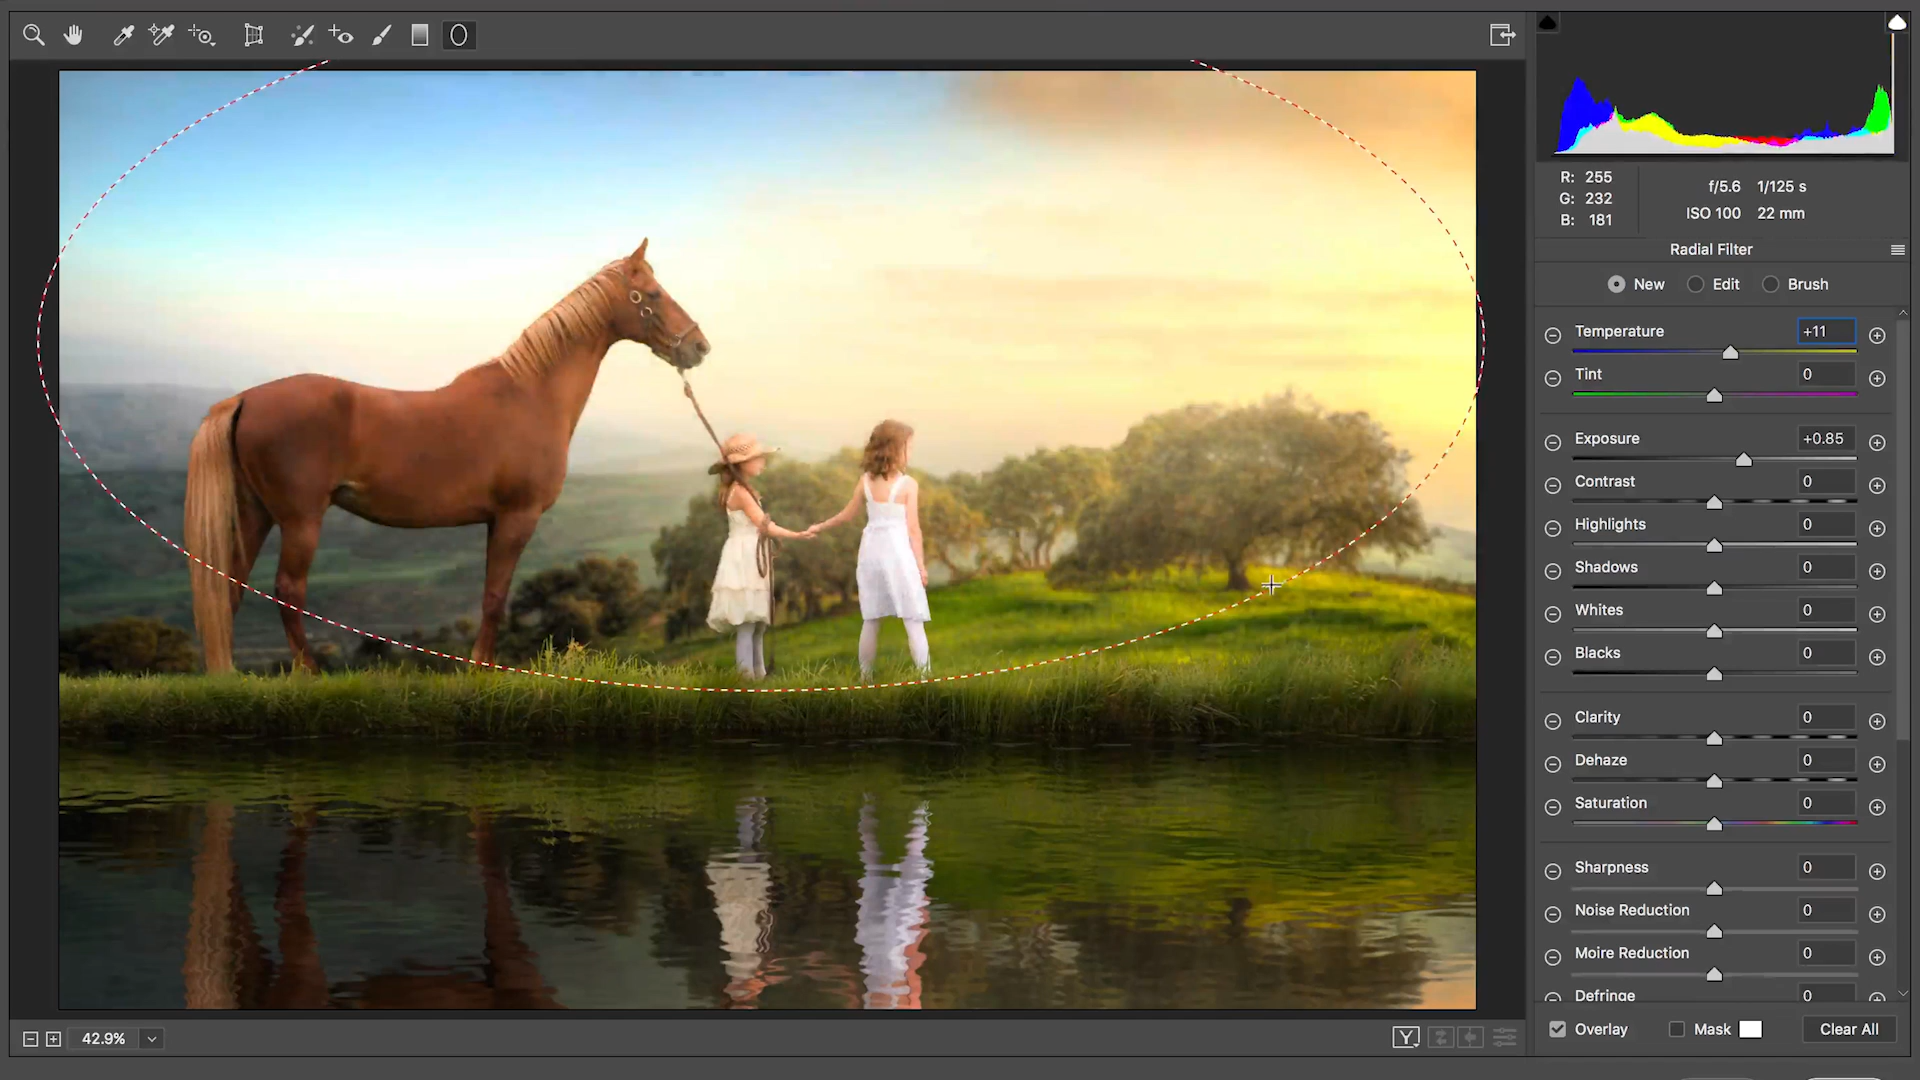 R: 255
G: 232
B: 181
f/5.6 1/125 s
ISO 100 22 mm
Radial Filter
New Edit Brush
Temperature +11
Tint 0
Exposure +0.85
Contrast 0
Highlights 0
Shadows 0
Whites 0
Blacks 0
Clarity 0
Dehaze 0
Saturation 0
Sharpness 0
Noise Reduction 0
Moire Reduction 0
Defringe 0
42.9%
Y
Overlay Mask Clear All